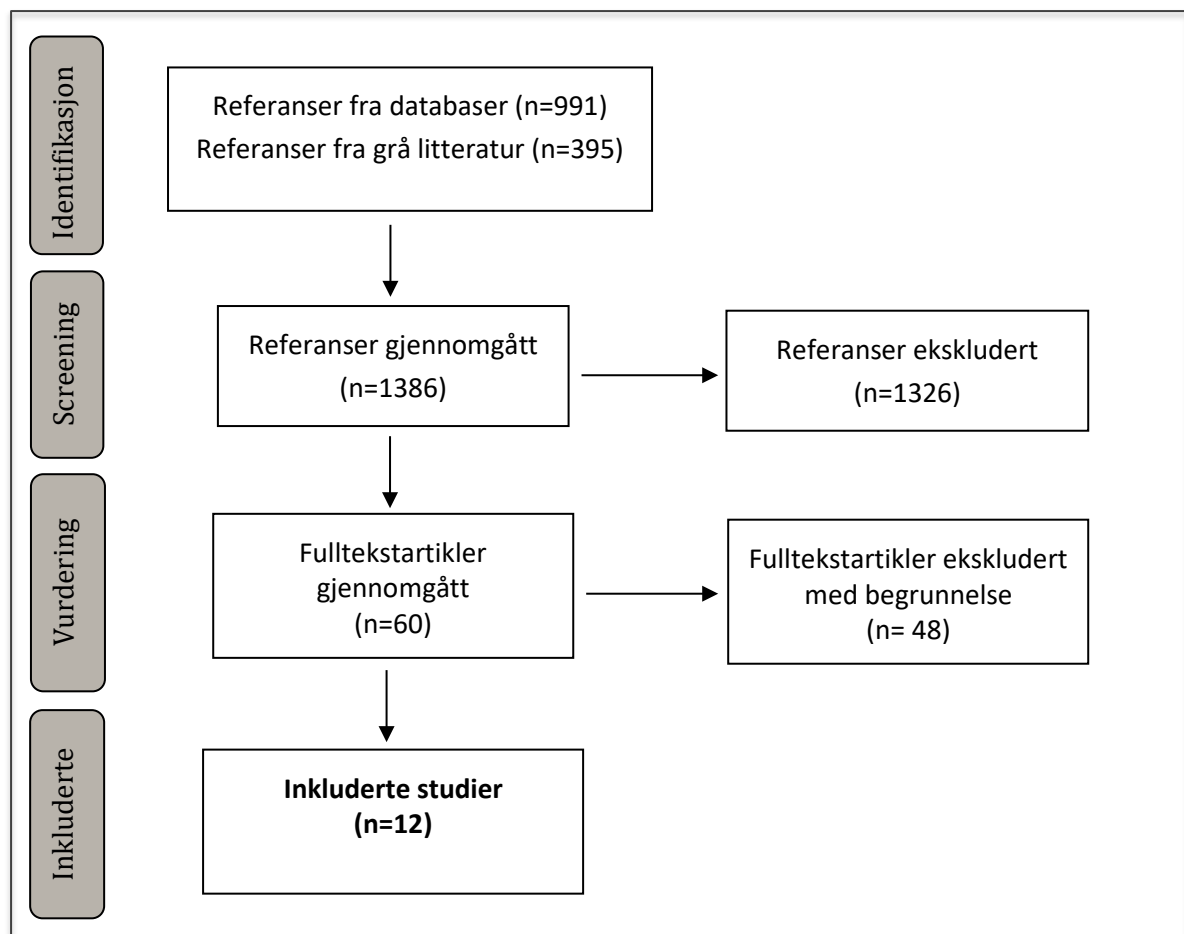 Identifikasjon
Referanser fra databaser (n=991)
Referanser fra grå litteratur (n=395)
Screening
Referanser gjennomgått
(n=1386)
Referanser ekskludert
(n=1326)
Vurdering
Fulltekstartikler
gjennomgått
(n=60)
Fulltekstartikler ekskludert
med begrunnelse
(n= 48)
Inkluderte
Inkluderte studier
(n=12)